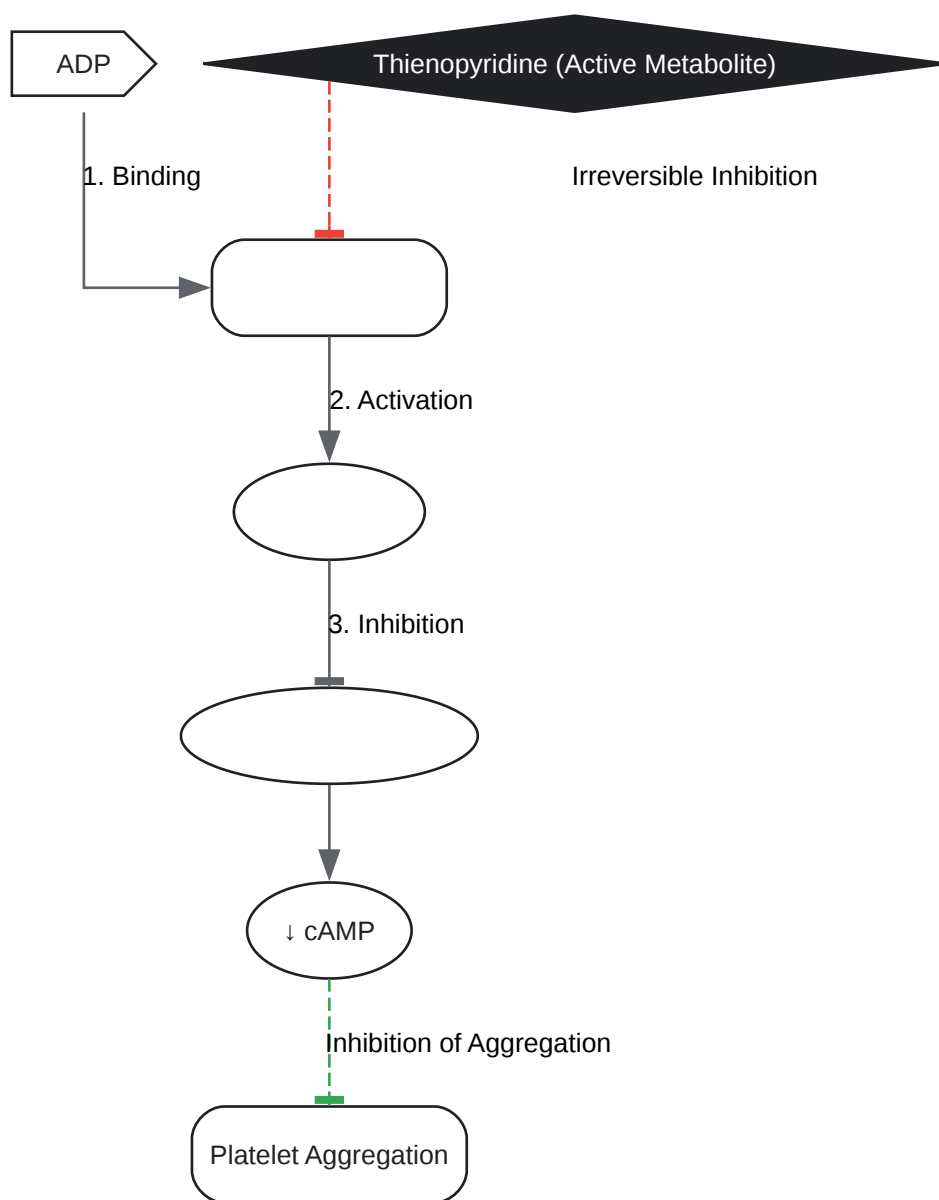 ADP
Thienopyridine (Active Metabolite)
1. Binding
Irreversible Inhibition
2. Activation
3. Inhibition
↓ cAMP
Inhibition of Aggregation
Platelet Aggregation